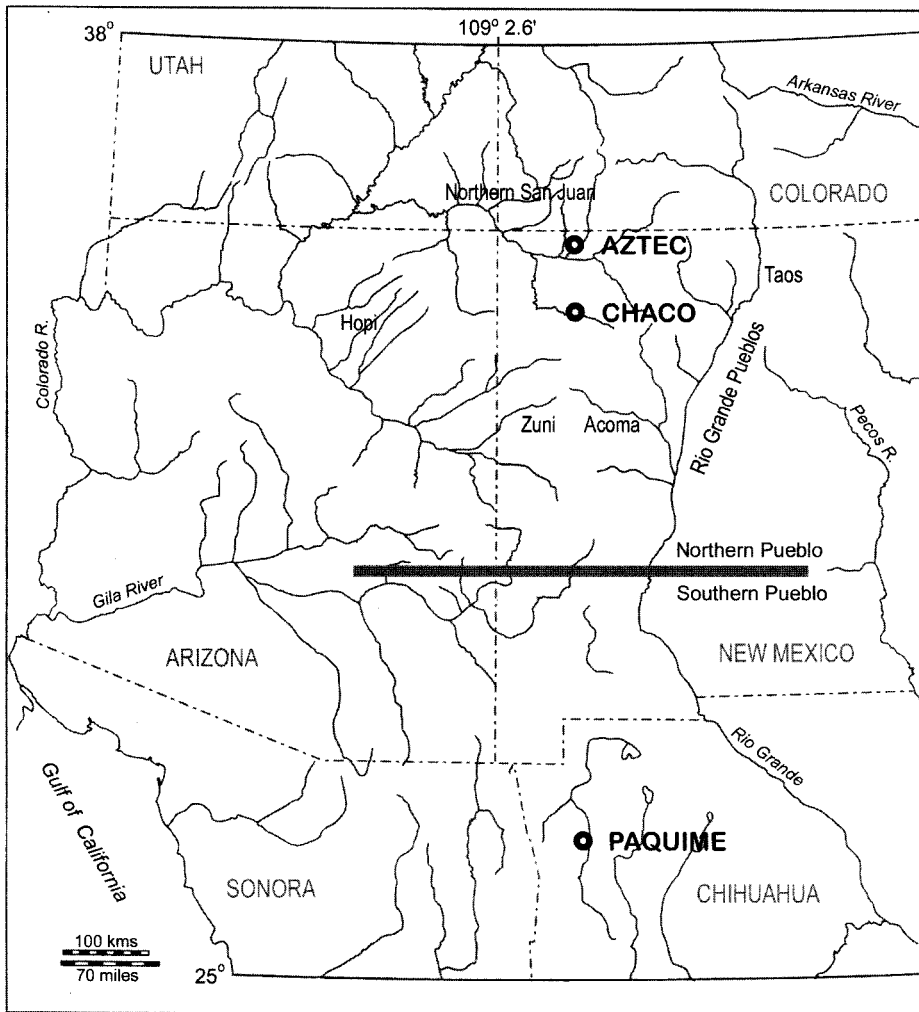 38°
109° 2.6'
UTAH
Arkansas River
Northern San Juan
COLORADO
AZTEC
Taos
CHACO
Hopi
Colorado R.
Rio Grande Pueblos
Zuni
Acoma
Pecos R.
Northern Pueblo
Gila River
Southern Pueblo
ARIZONA
NEW MEXICO
Rio Grande
Gulf of California
PAQUIME
SONORA
CHIHUAHUA
100 kms
70 miles
25°